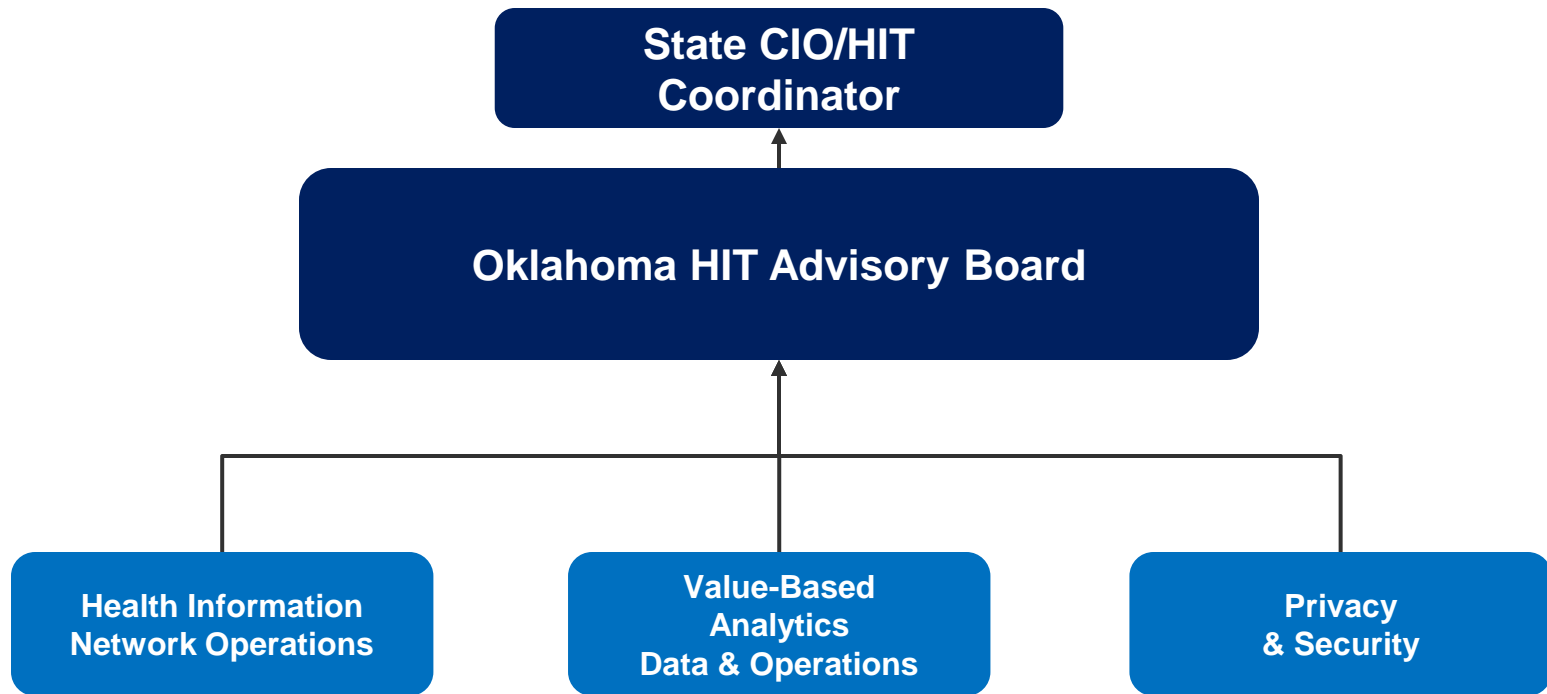 State CIO/HIT
Coordinator
Oklahoma HIT Advisory Board
Health Information
Network Operations
Value-Based
Analytics
Data & Operations
Privacy
& Security